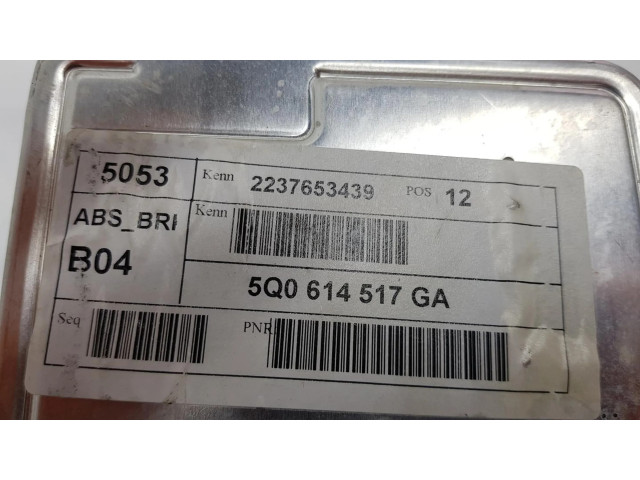 5053
Kenn 2237653439 POS 12
Kenn
ABS_BRI
B04
5Q0 614 517 GA
Seq
PNR